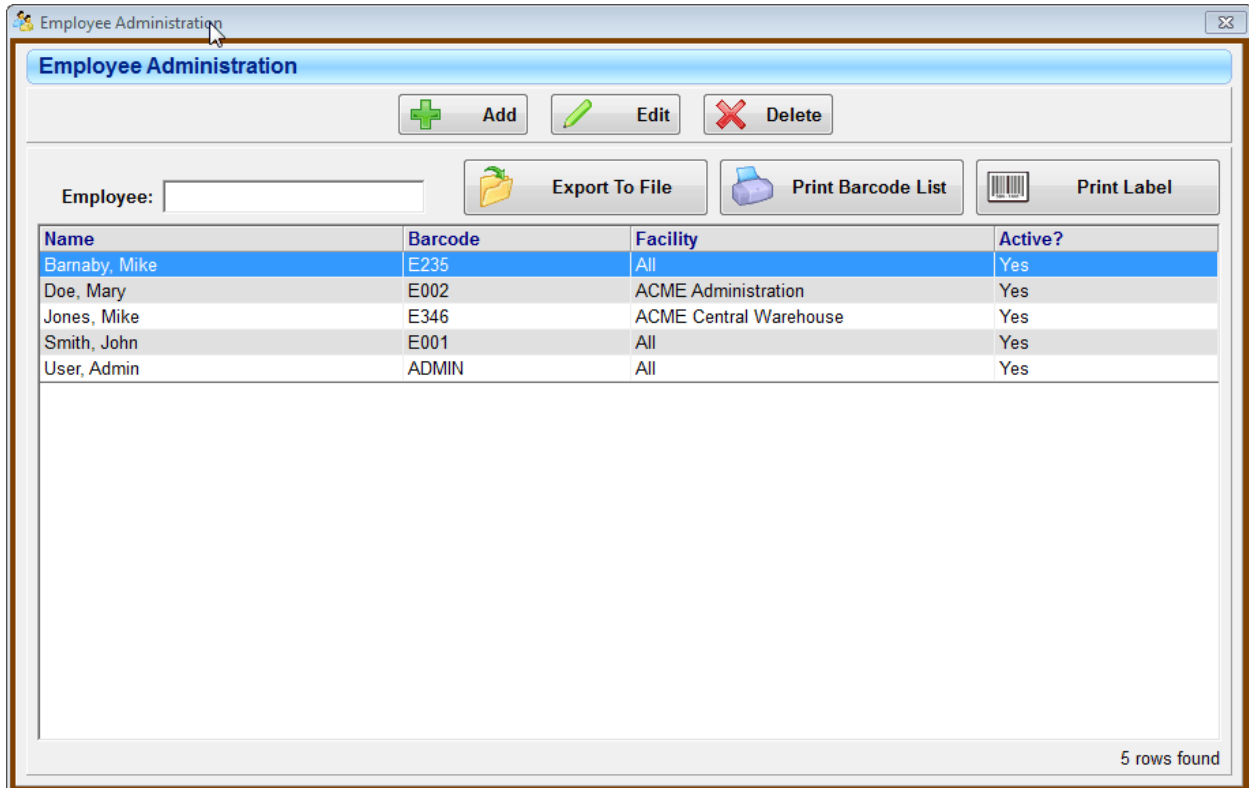 Employee Administration
Employee Administration
Add Edit Delete
Employee: Export To File Print Barcode List Print Label
Name Barcode Facility Active?
Barnaby, Mike E235 All Yes
Doe, Mary E002 ACME Administration Yes
Jones, Mike E346 ACME Central Warehouse Yes
Smith, John E001 All Yes
User, Admin ADMIN All Yes
5 rows found